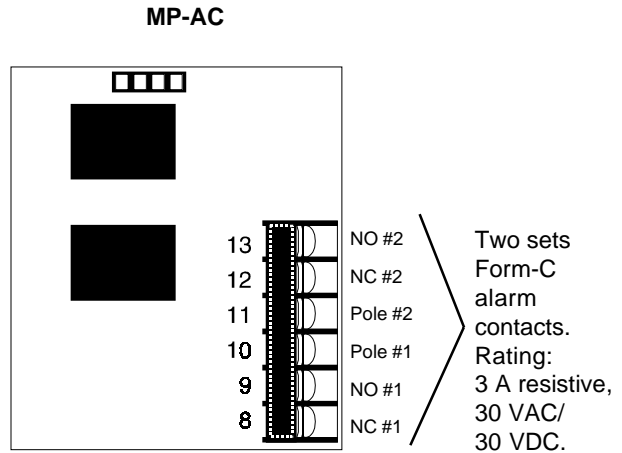 MP-AC
13 NO #2
12 NC #2
11 Pole #2
10 Pole #1
9 NO #1
8 NC #1
Two sets
Form-C
alarm
contacts.
Rating:
3 A resistive,
30 VAC/
30 VDC.